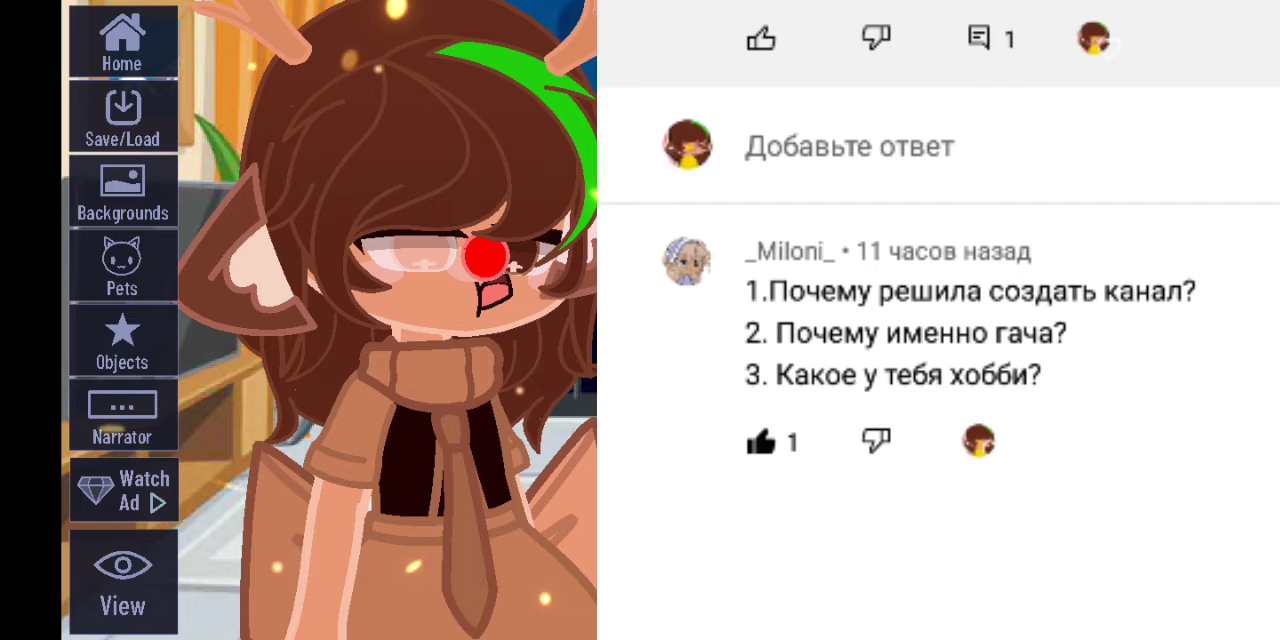 Home
Save/Load
Backgrounds
Pets
Objects
Narrator
Watch
Ad
View
1
Добавьте ответ
_Miloni_ • 11 часов назад
1.Почему решила создать канал?
2. Почему именно гача?
3. Какое у тебя хобби?
1